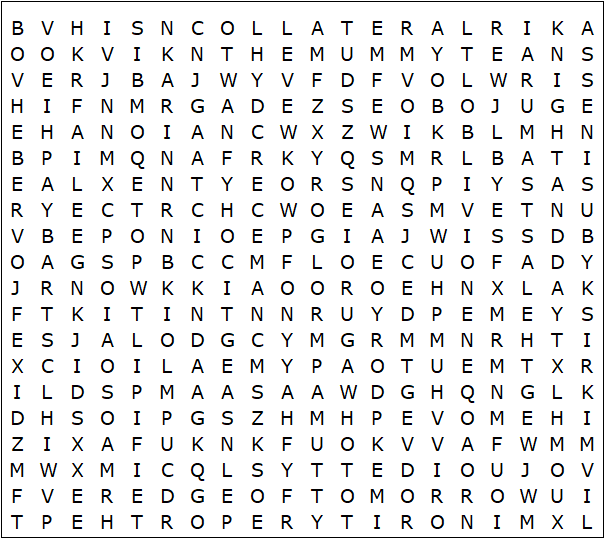 B V H I S N C O L L A T E R A L R I K A
O O K V I K N T H E M U M M Y T E A N S
V E R J B A J W Y V F D F V O L W R I S
H I F N M R G A D E Z S E O B O J U G E
E H A N O I A N C W X Z W I K B L M H N
B P I M Q N A F R K Y Q S M R L B A T I
E A L X E N T Y E O R S N Q P I Y S A S
R Y E C T R C H C W O E A S M V E T N U
V B E P O N I O E P G I A J W I S S D B
O A G S P B C C M F L O E C U O F A D Y
J R N O W K K I A O O R O E H N X L A K
F T K I T I N T N N R U Y D P E M E Y S
E S J A L O D G C Y M G R M M N R H T I
X C I O I L A E M Y P A O T U E M T X R
I L D S P M A A S A A W D G H Q N G L K
D H S O I P G S Z H M H P E V O M E H I
Z I X A F U K N K F U O K V V A F W M M
M W X M I C Q L S Y T T E D I O U J O V
F V E R E D G E O F T O M O R R O W U I
T P E H T R O P E R Y T I R O N I M X L